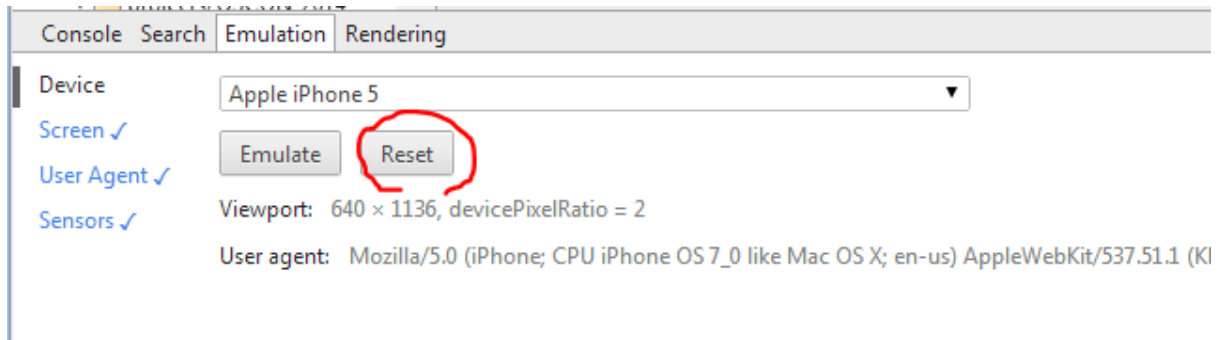 Console Search Emulation Rendering
Device
Apple iPhone 5
Screen ✓
Emulate Reset
User Agent ✓
Viewport: 640 × 1136, devicePixelRatio = 2
Sensors ✓
User agent: Mozilla/5.0 (iPhone; CPU iPhone OS 7_0 like Mac OS X; en-us) AppleWebKit/537.51.1